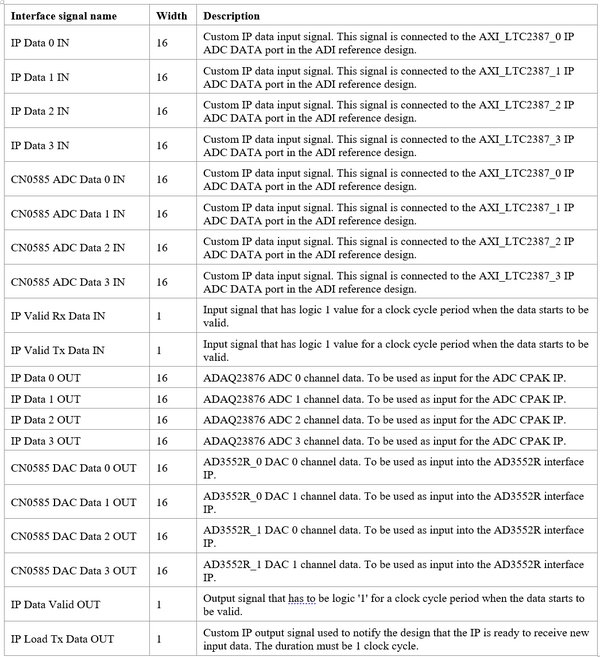 Interface signal name Width Description
IP Data 0 IN 16 Custom IP data input signal. This signal is connected to the AXI_LTC2387_0 IP
ADC DATA port in the ADI reference design.
IP Data 1 IN 16 Custom IP data input signal. This signal is connected to the AXI_LTC2387_1 IP
ADC DATA port in the ADI reference design.
IP Data 2 IN 16 Custom IP data input signal. This signal is connected to the AXI_LTC2387_2 IP
ADC DATA port in the ADI reference design.
IP Data 3 IN 16 Custom IP data input signal. This signal is connected to the AXI_LTC2387_3 IP
ADC DATA port in the ADI reference design.
CN0585 ADC Data 0 IN 16 Custom IP data input signal. This signal is connected to the AXI_LTC2387_0 IP
ADC DATA port in the ADI reference design.
CN0585 ADC Data 1 IN 16 Custom IP data input signal. This signal is connected to the AXI_LTC2387_1 IP
ADC DATA port in the ADI reference design.
CN0585 ADC Data 2 IN 16 Custom IP data input signal. This signal is connected to the AXI_LTC2387_2 IP
ADC DATA port in the ADI reference design.
CN0585 ADC Data 3 IN 16 Custom IP data input signal. This signal is connected to the AXI_LTC2387_3 IP
ADC DATA port in the ADI reference design.
IP Valid Rx Data IN 1 Input signal that has logic 1 value for a clock cycle period when the data starts to be
valid.
IP Valid Tx Data IN 1 Input signal that has logic 1 value for a clock cycle period when the data starts to be
valid.
IP Data 0 OUT 16 ADAQ23876 ADC 0 channel data. To be used as input for the ADC CPAK IP.
IP Data 1 OUT 16 ADAQ23876 ADC 1 channel data. To be used as input for the ADC CPAK IP.
IP Data 2 OUT 16 ADAQ23876 ADC 2 channel data. To be used as input for the ADC CPAK IP.
IP Data 3 OUT 16 ADAQ23876 ADC 3 channel data. To be used as input for the ADC CPAK IP.
CN0585 DAC Data 0 OUT 16 AD3552R_0 DAC 0 channel data. To be used as input into the AD3552R interface
IP.
CN0585 DAC Data 1 OUT 16 AD3552R_0 DAC 1 channel data. To be used as input into the AD3552R interface
IP.
CN0585 DAC Data 2 OUT 16 AD3552R_1 DAC 0 channel data. To be used as input into the AD3552R interface
IP.
CN0585 DAC Data 3 OUT 16 AD3552R_1 DAC 1 channel data. To be used as input into the AD3552R interface
IP.
IP Data Valid OUT 1 Output signal that has to be logic '1' for a clock cycle period when the data starts to
be valid.
IP Load Tx Data OUT 1 Custom IP output signal used to notify the design that the IP is ready to receive new
input data. The duration must be 1 clock cycle.